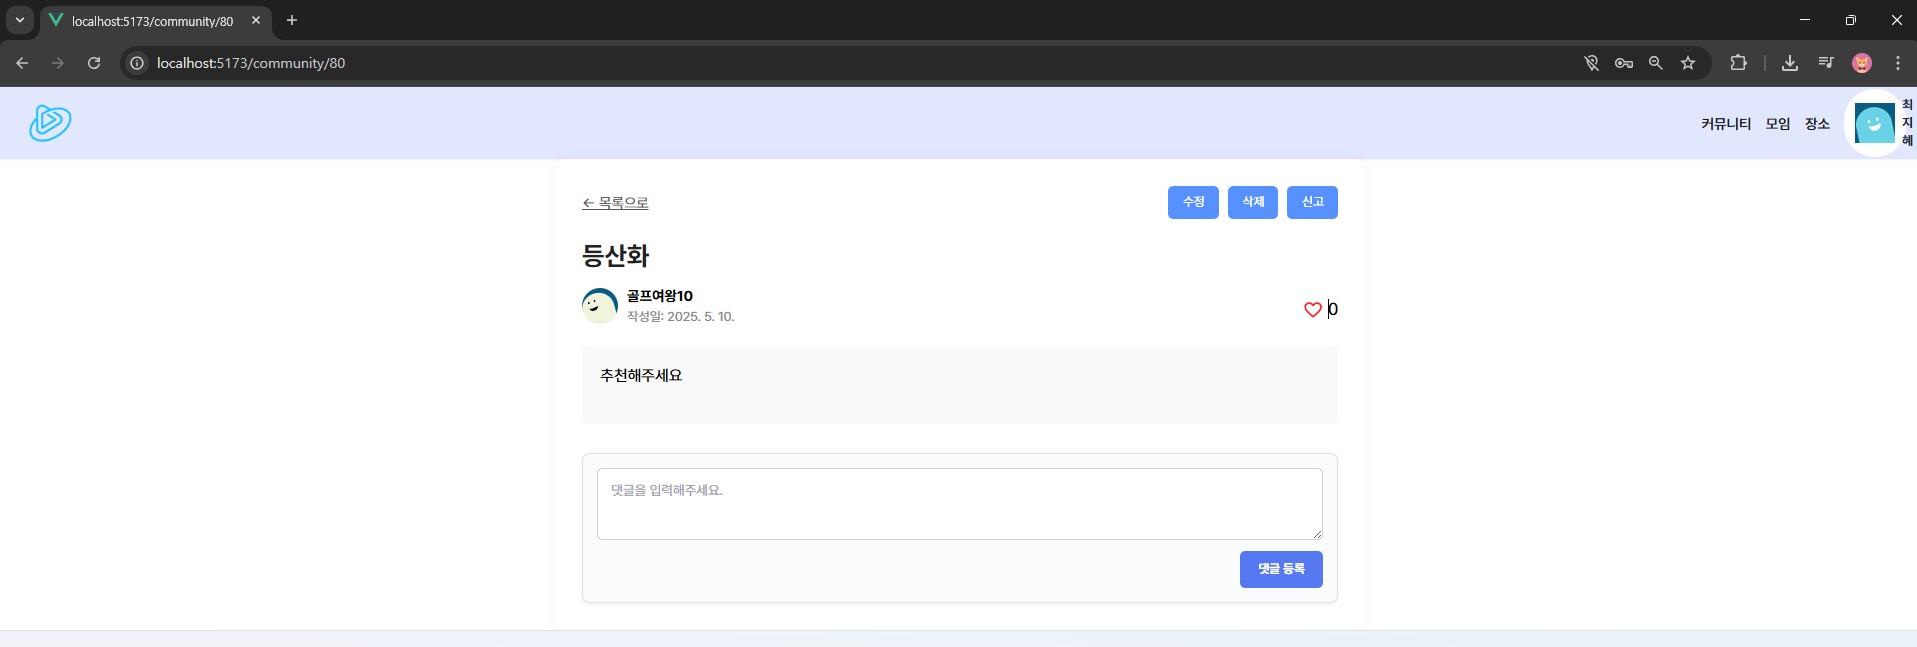 localhost:5173/community/80
localhost:5173/community/80
커뮤니티 모임 장소 최지혜
← 목록으로
수정 삭제 신고
등산화
골프여왕10
작성일: 2025. 5. 10.
0
추천해주세요
댓글을 입력해주세요.
댓글 등록